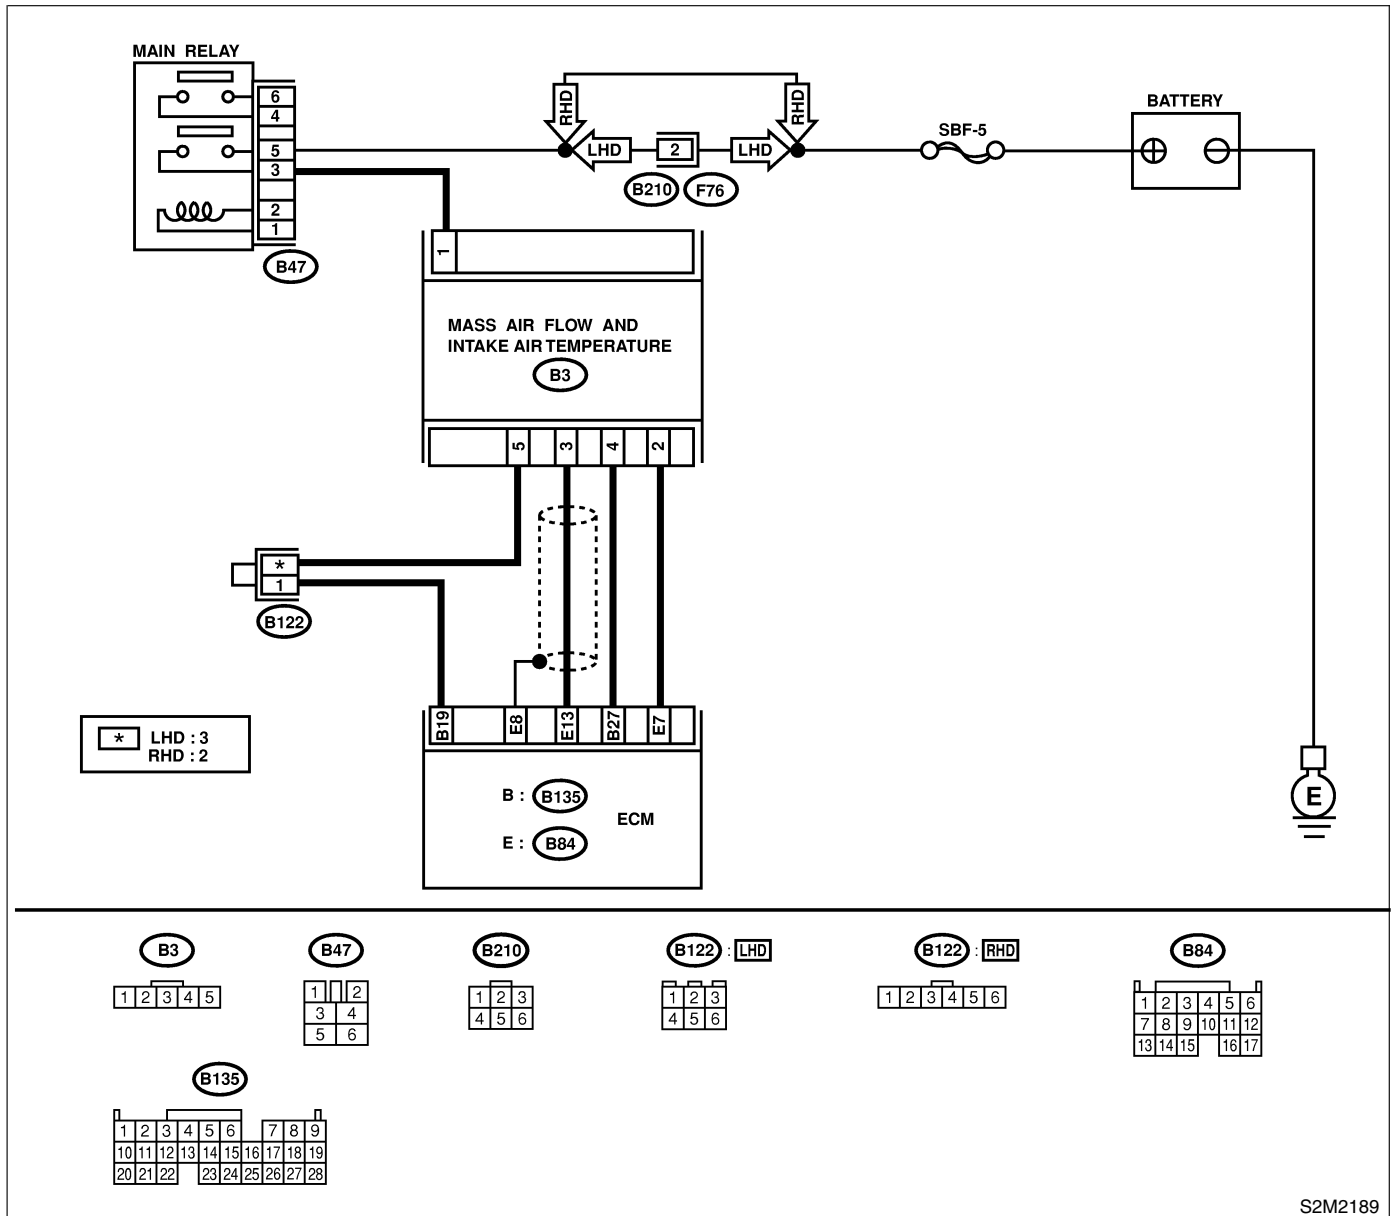 MAIN RELAY
6
4
5
3
2
1
B47
RHD
RHD
LHD
2
LHD
B210
F76
SBF-5
BATTERY
1
MASS AIR FLOW AND
INTAKE AIR TEMPERATURE
B3
5
3
4
2
*
1
B122
* LHD : 3
RHD : 2
B19
E8
E13
B27
E7
B : B135
E : B84
ECM
E
B3
1 2 3 4 5
B47
1 2
3 4
5 6
B210
1 2 3
4 5 6
B122 : LHD
1 2 3
4 5 6
B122 : RHD
1 2 3 4 5 6
B84
1 2 3 4 5 6
7 8 9 10 11 12
13 14 15 16 17
B135
1 2 3 4 5 6 7 8 9
10 11 12 13 14 15 16 17 18 19
20 21 22 23 24 25 26 27 28
S2M2189